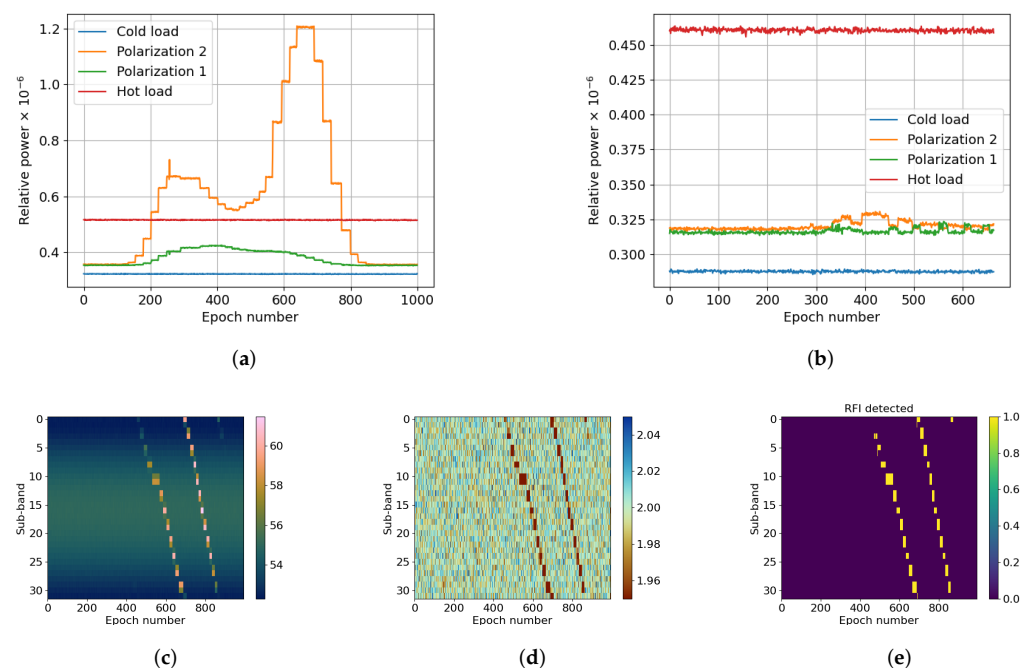 Relative power × 10⁻⁶
1.2
1.0
0.8
0.6
0.4
Cold load
Polarization 2
Polarization 1
Hot load
0 200 400 600 800 1000
Epoch number
(a)
Relative power × 10⁻⁶
0.450
0.425
0.400
0.375
0.350
0.325
0.300
Cold load
Polarization 2
Polarization 1
Hot load
0 100 200 300 400 500 600
Epoch number
(b)
Sub-band
0
5
10
15
20
25
30
0 200 400 600 800
Epoch number
60
58
56
54
(c)
Sub-band
0
5
10
15
20
25
30
0 200 400 600 800
Epoch number
2.04
2.02
2.00
1.98
1.96
(d)
RFI detected
Sub-band
0
5
10
15
20
25
30
0 200 400 600 800
Epoch number
1.0
0.8
0.6
0.4
0.2
0.0
(e)